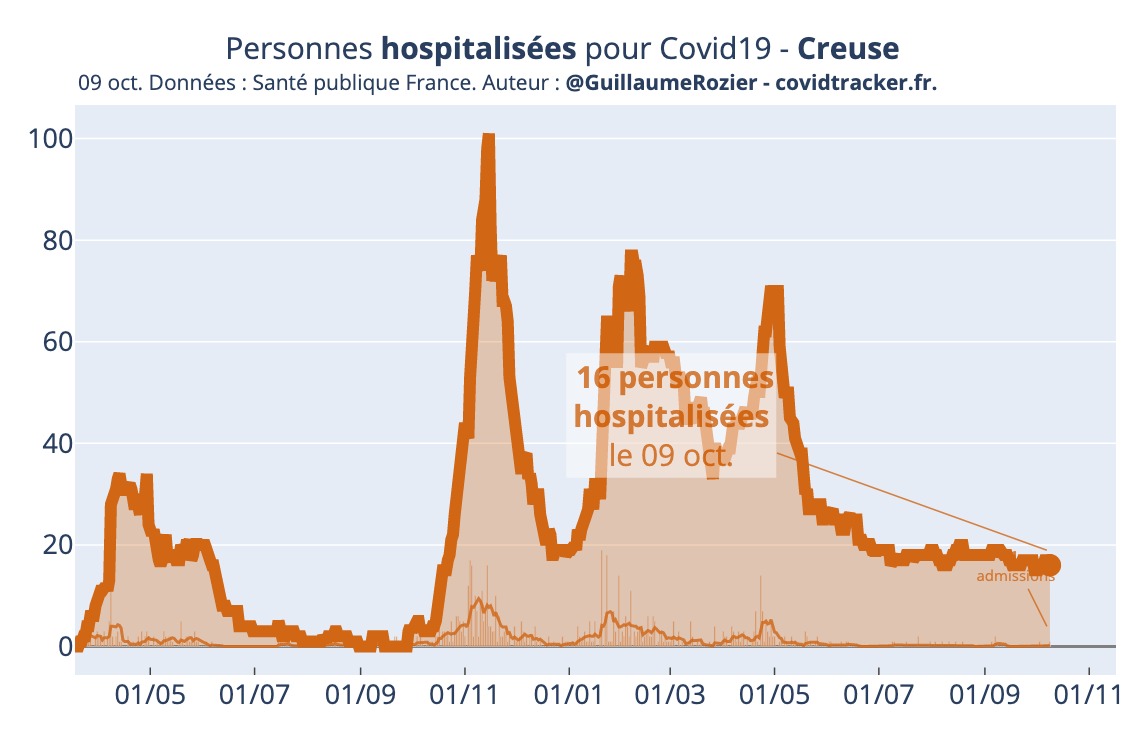 Personnes hospitalisées pour Covid19 - Creuse
09 oct. Données : Santé publique France. Auteur : @GuillaumeRozier - covidtracker.fr.
100
80
60
40
20
0
16 personnes
hospitalisées
le 09 oct.
admissions
01/05 01/07 01/09 01/11 01/01 01/03 01/05 01/07 01/09 01/11